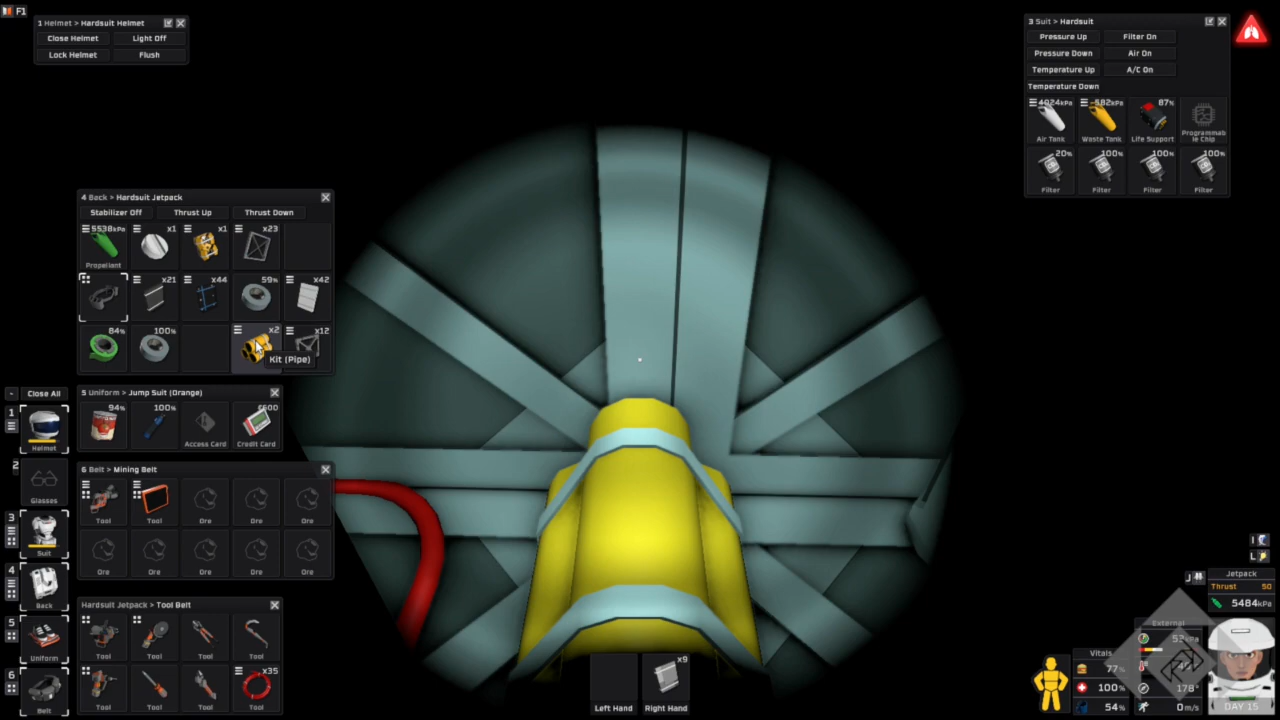 F1
1 Helmet > Hardsuit Helmet
Close Helmet Light Off
Lock Helmet Flush
3 Suit > Hardsuit
Pressure Up Filter On
Pressure Down Air On
Temperature Up A/C On
Temperature Down
4024kPa 582kPa 87%
Air Tank Waste Tank Life Support Programmable Chip
20% 100% 100% 100%
Filter Filter Filter Filter
4 Back > Hardsuit Jetpack
Stabilizer Off Thrust Up Thrust Down
5538kPa x1 x1 x23
Propellant
x21 x44 59% x42
84% 100% x2 x12
Kit (Pipe)
- Close All
5 Uniform > Jump Suit (Orange)
94% 100% €600
Access Card Credit Card
6 Belt > Mining Belt
Tool Tool Ore Ore Ore
Ore Ore Ore Ore Ore
Hardsuit Jetpack > Tool Belt
Tool Tool Tool Tool
x35
Tool Tool Tool Tool
1
Helmet
2
Glasses
3
Suit
4
Back
5
Uniform
6
Belt
x9
Left Hand Right Hand
I
L
J
Jetpack
Thrust 50
5484kPa
External
Vitals
77%
100% 178°
54% 0m/s
DAY 15